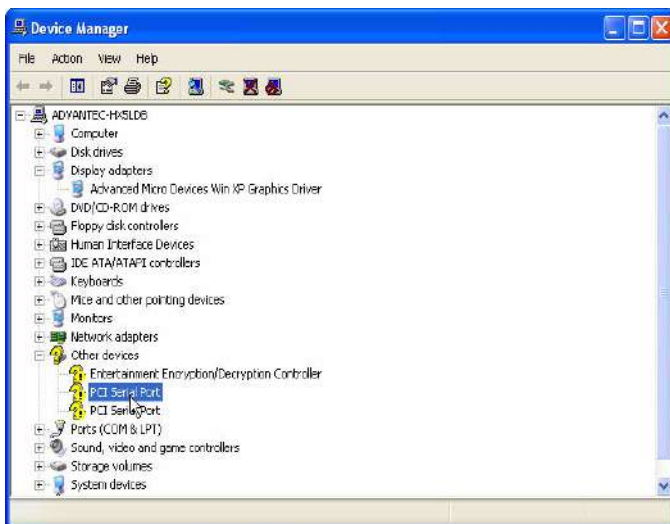 Device Manager
File Action View Help
ADVANTEC-HX5LD6
Computer
Disk drives
Display adapters
Advanced Micro Devices Win XP Graphics Driver
DVD/CD-ROM drives
Floppy disk controllers
Human Interface Devices
IDE ATA/ATAPI controllers
Keyboards
Mice and other pointing devices
Monitors
Network adapters
Other devices
Entertainment Encryption/Decryption Controller
PCI Serial Port
PCI Serial Port
Ports (COM & LPT)
Sound, video and game controllers
Storage volumes
System devices